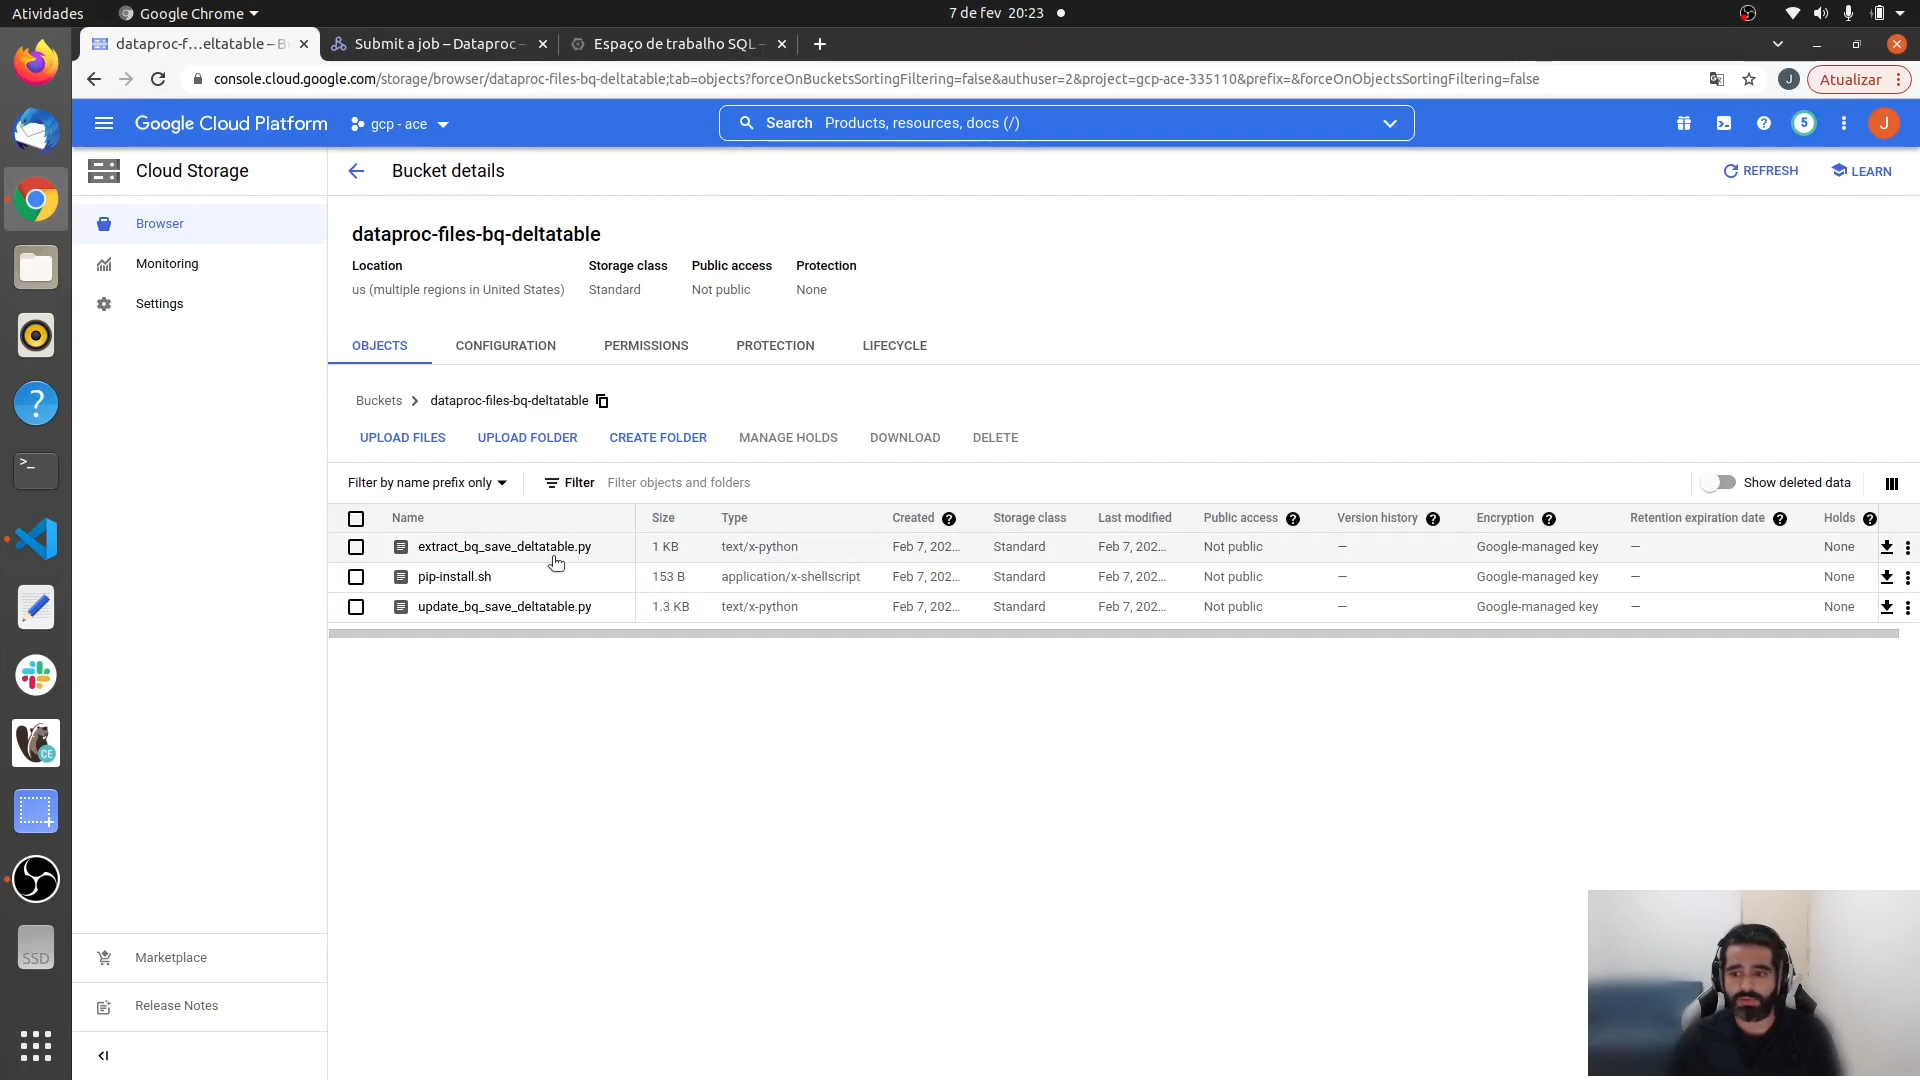 Atividades Google Chrome 7 de fev 20:23
dataproc-f…eltatable – B Submit a job – Dataproc – Espaço de trabalho SQL –
console.cloud.google.com/storage/browser/dataproc-files-bq-deltatable;tab=objects?forceOnBucketsSortingFiltering=false&authuser=2&project=gcp-ace-335110&prefix=&forceOnObjectsSortingFiltering=false J Atualizar
Google Cloud Platform gcp - ace Search Products, resources, docs (/) 5 J
Cloud Storage Bucket details REFRESH LEARN
Browser
Monitoring
Settings
dataproc-files-bq-deltatable
Location Storage class Public access Protection
us (multiple regions in United States) Standard Not public None
OBJECTS CONFIGURATION PERMISSIONS PROTECTION LIFECYCLE
Buckets dataproc-files-bq-deltatable
UPLOAD FILES UPLOAD FOLDER CREATE FOLDER MANAGE HOLDS DOWNLOAD DELETE
Filter by name prefix only Filter Filter objects and folders Show deleted data
Name Size Type Created Storage class Last modified Public access Version history Encryption Retention expiration date Holds
extract_bq_save_deltatable.py 1 KB text/x-python Feb 7, 202… Standard Feb 7, 202… Not public — Google-managed key — None
pip-install.sh 153 B application/x-shellscript Feb 7, 202… Standard Feb 7, 202… Not public — Google-managed key — None
update_bq_save_deltatable.py 1.3 KB text/x-python Feb 7, 202… Standard Feb 7, 202… Not public — Google-managed key — None
CE
SSD
Marketplace
Release Notes